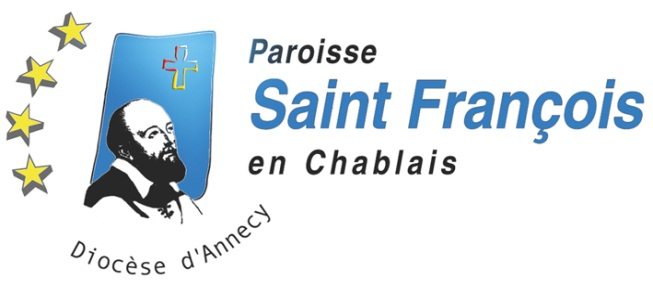 Paroisse
Saint François
en Chablais
Diocèse d'Annecy